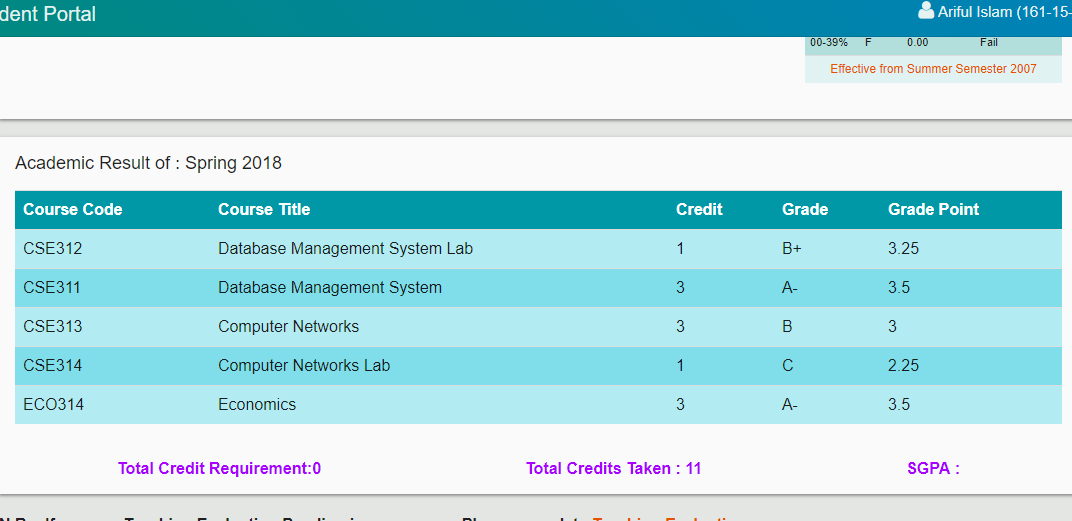 dent Portal
Ariful Islam (161-15-
00-39% F 0.00 Fail
Effective from Summer Semester 2007
Academic Result of : Spring 2018
Course Code Course Title Credit Grade Grade Point
CSE312 Database Management System Lab 1 B+ 3.25
CSE311 Database Management System 3 A- 3.5
CSE313 Computer Networks 3 B 3
CSE314 Computer Networks Lab 1 C 2.25
ECO314 Economics 3 A- 3.5
Total Credit Requirement:0 Total Credits Taken : 11 SGPA :